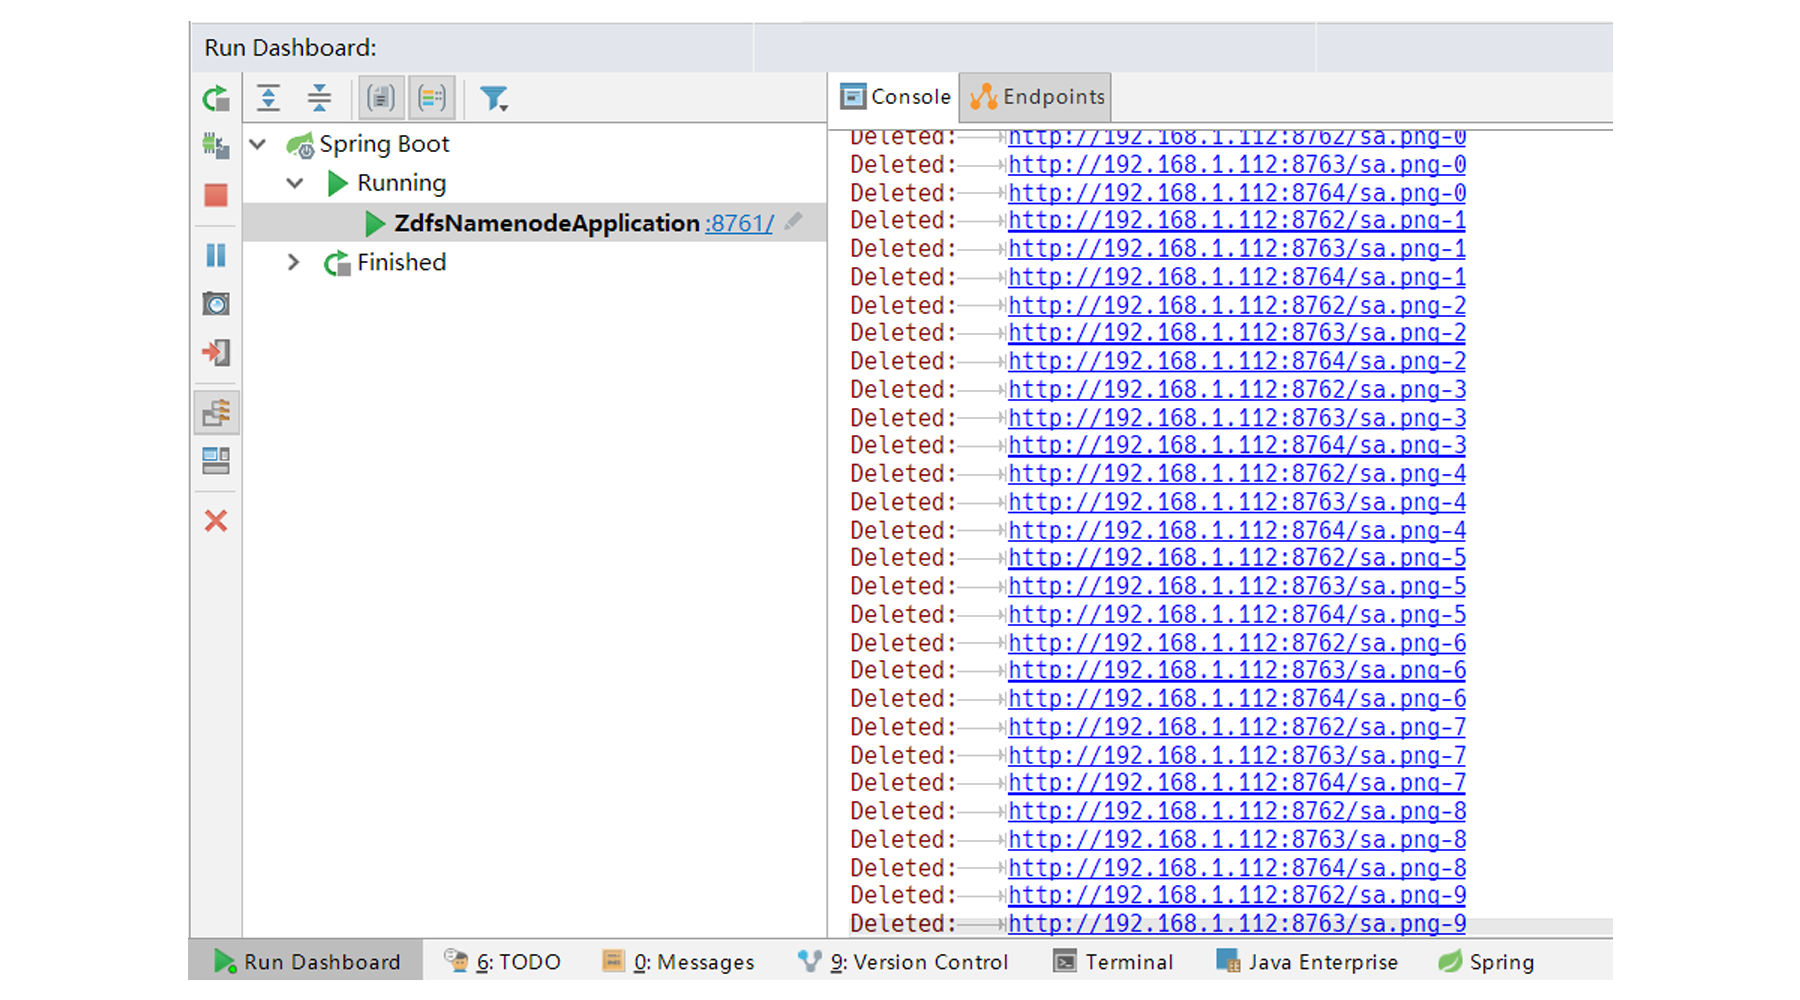 Run Dashboard:
Console Endpoints
Spring Boot
Running
ZdfsNamenodeApplication :8761/
Finished
Deleted: http://192.168.1.112:8762/sa.png-0
Deleted: http://192.168.1.112:8763/sa.png-0
Deleted: http://192.168.1.112:8764/sa.png-0
Deleted: http://192.168.1.112:8762/sa.png-1
Deleted: http://192.168.1.112:8763/sa.png-1
Deleted: http://192.168.1.112:8764/sa.png-1
Deleted: http://192.168.1.112:8762/sa.png-2
Deleted: http://192.168.1.112:8763/sa.png-2
Deleted: http://192.168.1.112:8764/sa.png-2
Deleted: http://192.168.1.112:8762/sa.png-3
Deleted: http://192.168.1.112:8763/sa.png-3
Deleted: http://192.168.1.112:8764/sa.png-3
Deleted: http://192.168.1.112:8762/sa.png-4
Deleted: http://192.168.1.112:8763/sa.png-4
Deleted: http://192.168.1.112:8764/sa.png-4
Deleted: http://192.168.1.112:8762/sa.png-5
Deleted: http://192.168.1.112:8763/sa.png-5
Deleted: http://192.168.1.112:8764/sa.png-5
Deleted: http://192.168.1.112:8762/sa.png-6
Deleted: http://192.168.1.112:8763/sa.png-6
Deleted: http://192.168.1.112:8764/sa.png-6
Deleted: http://192.168.1.112:8762/sa.png-7
Deleted: http://192.168.1.112:8763/sa.png-7
Deleted: http://192.168.1.112:8764/sa.png-7
Deleted: http://192.168.1.112:8762/sa.png-8
Deleted: http://192.168.1.112:8763/sa.png-8
Deleted: http://192.168.1.112:8764/sa.png-8
Deleted: http://192.168.1.112:8762/sa.png-9
Deleted: http://192.168.1.112:8763/sa.png-9
Run Dashboard 6: TODO 0: Messages 9: Version Control Terminal Java Enterprise Spring